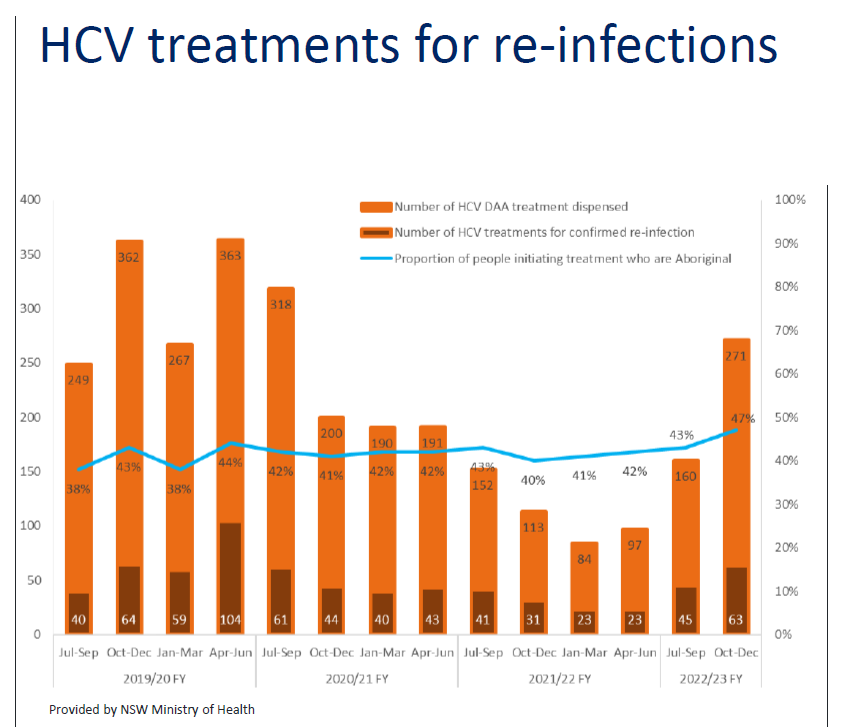 HCV treatments for re-infections
400
350
300
250
200
150
100
50
0
100%
90%
80%
70%
60%
50%
40%
30%
20%
10%
0%
Number of HCV DAA treatment dispensed
Number of HCV treatments for confirmed re-infection
Proportion of people initiating treatment who are Aboriginal
249 362 267 363 318 200 190 191 152 113 84 97 160 271
38% 43% 38% 44% 42% 41% 42% 42% 43% 40% 41% 42% 43% 47%
40 64 59 104 61 44 40 43 41 31 23 23 45 63
Jul-Sep Oct-Dec Jan-Mar Apr-Jun Jul-Sep Oct-Dec Jan-Mar Apr-Jun Jul-Sep Oct-Dec Jan-Mar Apr-Jun Jul-Sep Oct-Dec
2019/20 FY 2020/21 FY 2021/22 FY 2022/23 FY
Provided by NSW Ministry of Health